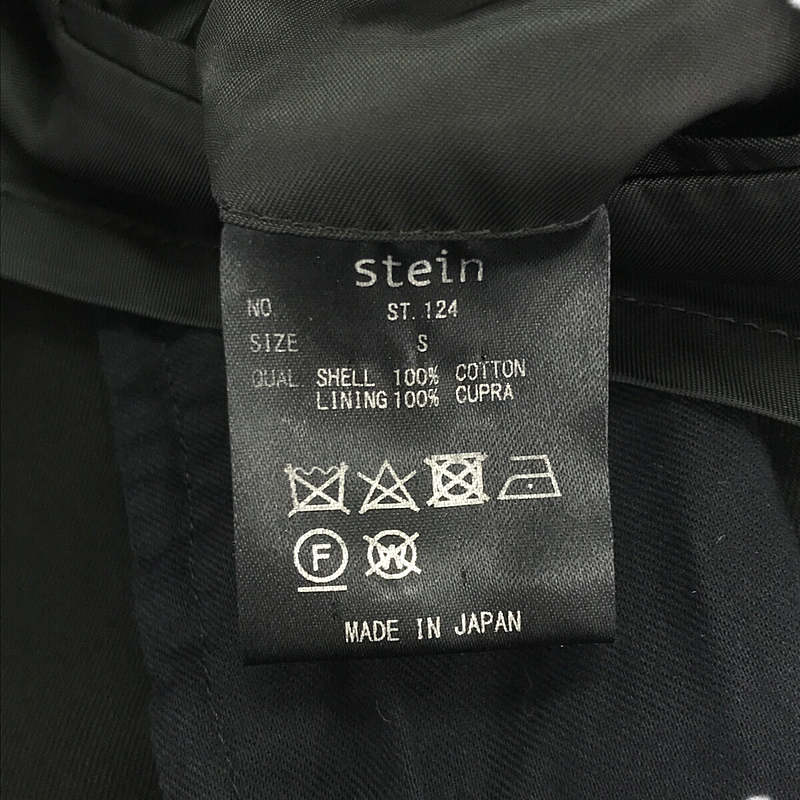 stein
NO ST. 124
SIZE S
QUAL SHELL 100% COTTON
LINING 100% CUPRA
F W
MADE IN JAPAN